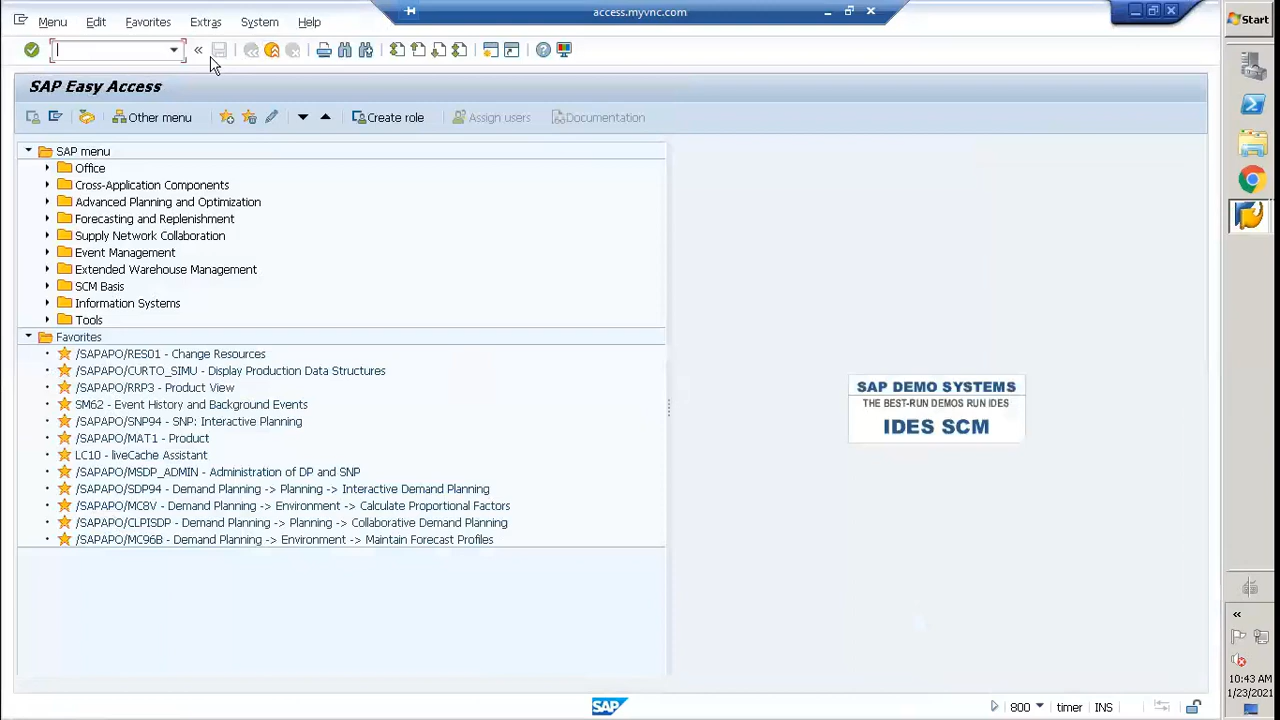 access.myvnc.com
Menu Edit Favorites Extras System Help
Start
SAP Easy Access
Other menu Create role Assign users Documentation
SAP menu
Office
Cross-Application Components
Advanced Planning and Optimization
Forecasting and Replenishment
Supply Network Collaboration
Event Management
Extended Warehouse Management
SCM Basis
Information Systems
Tools
Favorites
/SAPAPO/RES01 - Change Resources
/SAPAPO/CURTO_SIMU - Display Production Data Structures
/SAPAPO/RRP3 - Product View
SM62 - Event History and Background Events
/SAPAPO/SNP94 - SNP: Interactive Planning
/SAPAPO/MAT1 - Product
LC10 - liveCache Assistant
/SAPAPO/MSDP_ADMIN - Administration of DP and SNP
/SAPAPO/SDP94 - Demand Planning -> Planning -> Interactive Demand Planning
/SAPAPO/MC8V - Demand Planning -> Environment -> Calculate Proportional Factors
/SAPAPO/CLPISDP - Demand Planning -> Planning -> Collaborative Demand Planning
/SAPAPO/MC96B - Demand Planning -> Environment -> Maintain Forecast Profiles
SAP DEMO SYSTEMS
THE BEST-RUN DEMOS RUN IDES
IDES SCM
SAP
800 timer INS
10:43 AM
1/23/2021